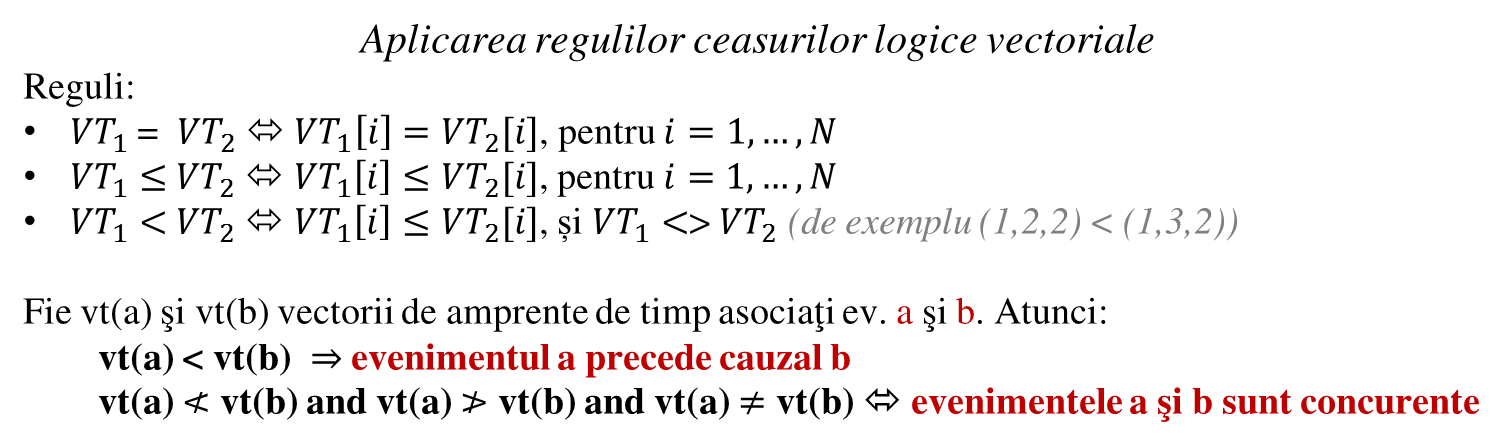 Aplicarea regulilor ceasurilor logice vectoriale
Reguli:
• VT₁ = VT₂ ⬄ VT₁[i] = VT₂[i], pentru i = 1, … , N
• VT₁ ≤ VT₂ ⬄ VT₁[i] ≤ VT₂[i], pentru i = 1, … , N
• VT₁ < VT₂ ⬄ VT₁[i] ≤ VT₂[i], și VT₁ <> VT₂ (de exemplu (1,2,2) < (1,3,2))
Fie vt(a) şi vt(b) vectorii de amprente de timp asociaţi ev. a şi b. Atunci:
vt(a) < vt(b) ⇒ evenimentul a precede cauzal b
vt(a) ≮ vt(b) and vt(a) ≯ vt(b) and vt(a) ≠ vt(b) ⬄ evenimentele a şi b sunt concurente